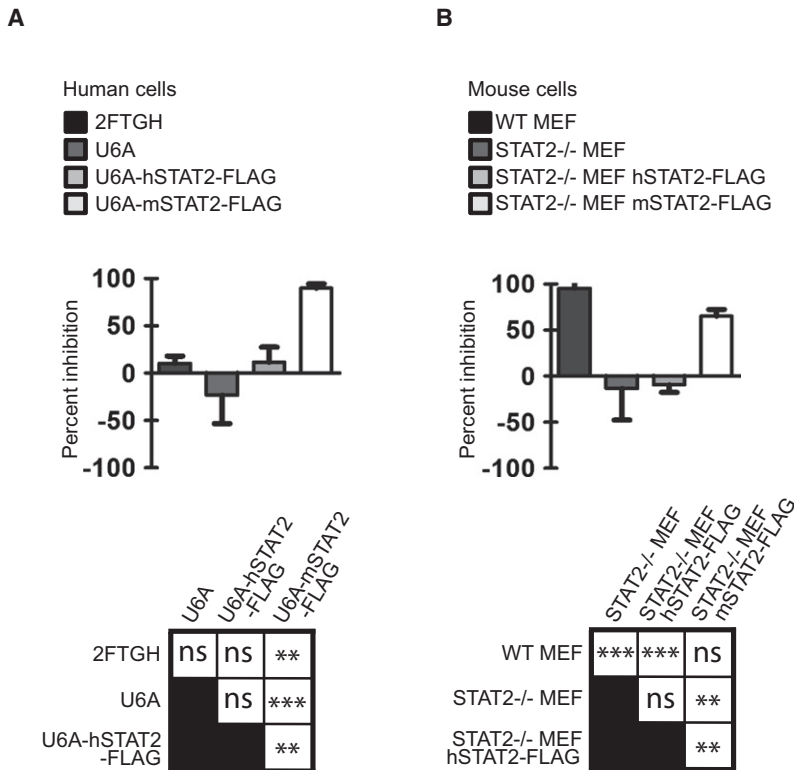 A
Human cells
2FTGH
U6A
U6A-hSTAT2-FLAG
U6A-mSTAT2-FLAG
Percent inhibition
100
50
0
-50
-100
U6A
U6A-hSTAT2
-FLAG
U6A-mSTAT2
-FLAG
2FTGH ns ns **
U6A ns ***
U6A-hSTAT2
-FLAG **
B
Mouse cells
WT MEF
STAT2-/- MEF
STAT2-/- MEF hSTAT2-FLAG
STAT2-/- MEF mSTAT2-FLAG
Percent inhibition
100
50
0
-50
-100
STAT2-/- MEF
STAT2-/- MEF
hSTAT2-FLAG
STAT2-/- MEF
mSTAT2-FLAG
WT MEF *** *** ns
STAT2-/- MEF ns **
STAT2-/- MEF
hSTAT2-FLAG **